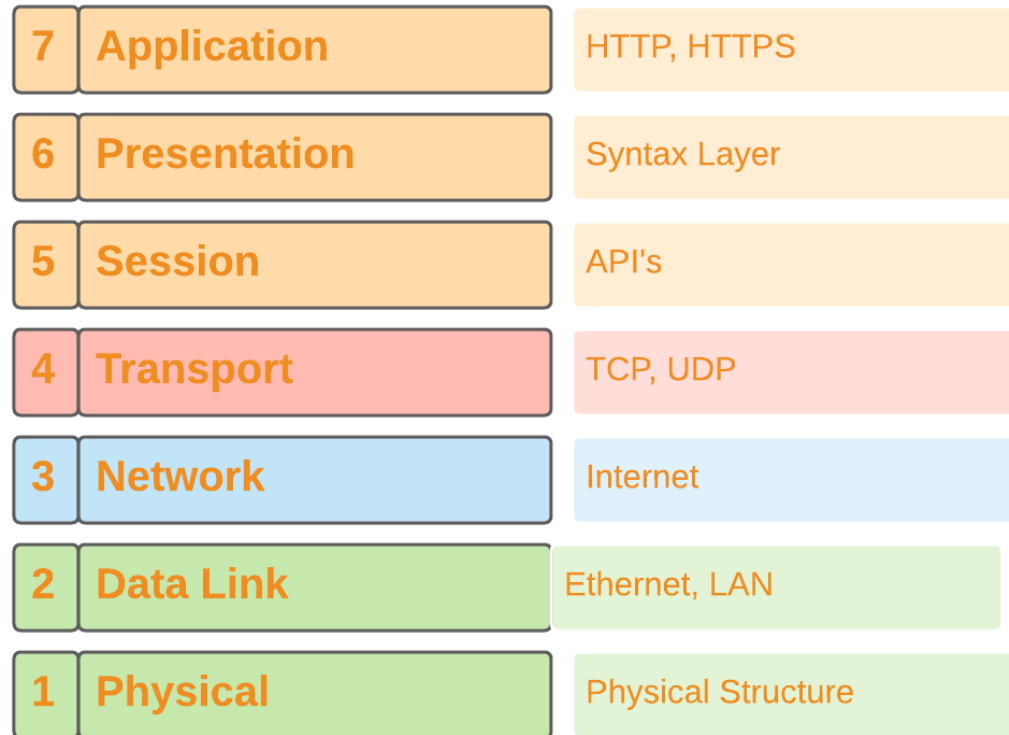 7 Application HTTP, HTTPS
6 Presentation Syntax Layer
5 Session API's
4 Transport TCP, UDP
3 Network Internet
2 Data Link Ethernet, LAN
1 Physical Physical Structure